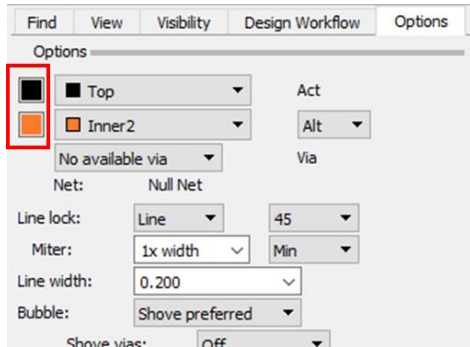 Find View Visibility Design Workflow Options
Options
Top Act
Inner2 Alt
No available via Via
Net: Null Net
Line lock: Line 45
Miter: 1x width Min
Line width: 0.200
Bubble: Shove preferred
Shove vias: Off